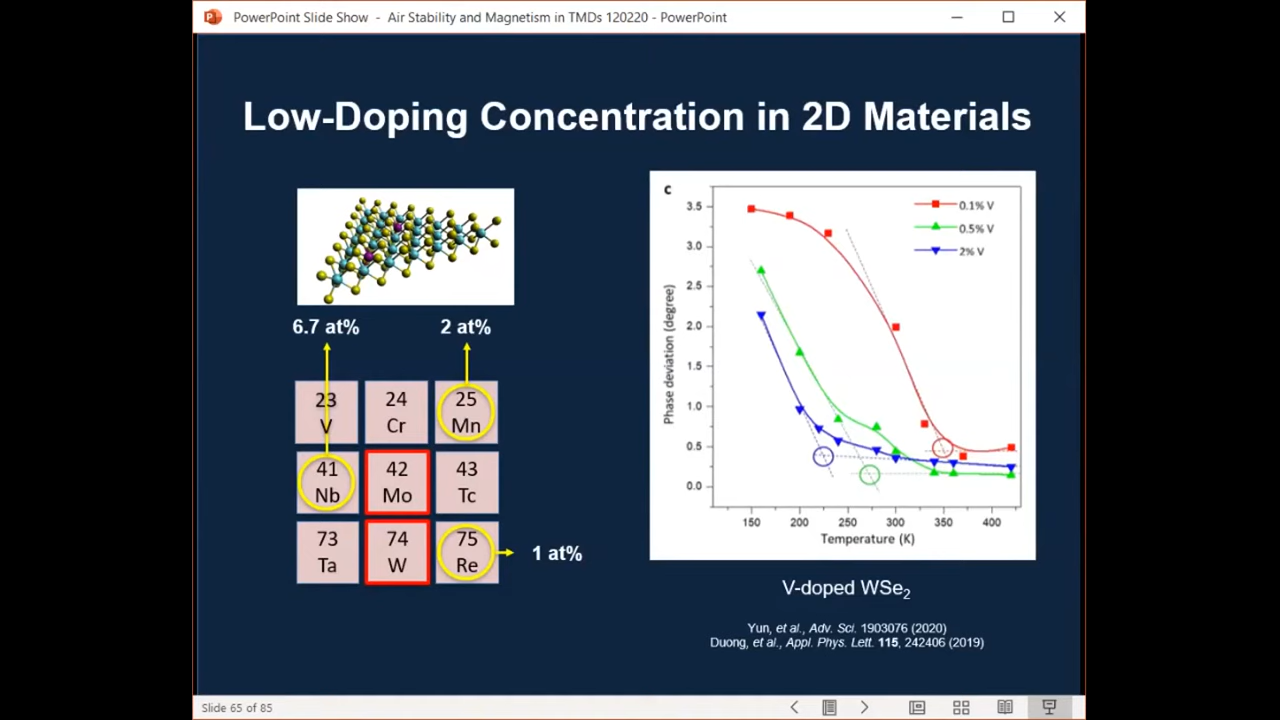 PowerPoint Slide Show - Air Stability and Magnetism in TMDs 120220 - PowerPoint
Low-Doping Concentration in 2D Materials
6.7 at%
2 at%
23
V
24
Cr
25
Mn
41
Nb
42
Mo
43
Tc
73
Ta
74
W
75
Re
1 at%
c
0.1% V
0.5% V
2% V
Phase deviation (degree)
3.5
3.0
2.5
2.0
1.5
1.0
0.5
0.0
150 200 250 300 350 400
Temperature (K)
V-doped WSe₂
Yun, et al., Adv. Sci. 1903076 (2020)
Duong, et al., Appl. Phys. Lett. 115, 242406 (2019)
Slide 65 of 85